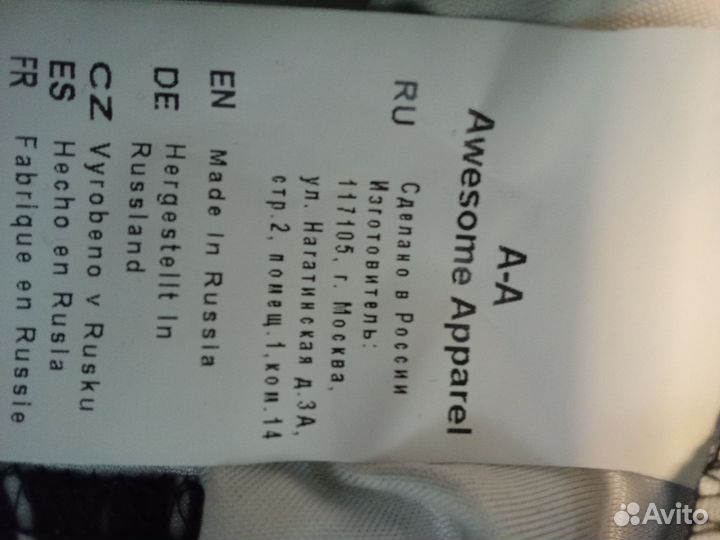 A-A
Awesome Apparel
RU Сделано в России
Изготовитель:
117105, г. Москва,
ул. Нагатинская д.3А,
стр.2, помещ.1,ком.14
EN Made In Russia
DE Hergestellt In
Russland
CZ Vyrobeno v Rusku
ES Hecho en Rusia
FR Fabrique en Russie
Avito